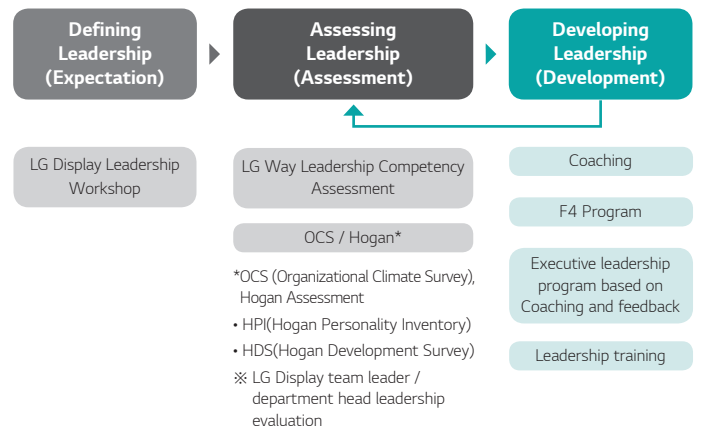 Defining
Leadership
(Expectation)
Assessing
Leadership
(Assessment)
Developing
Leadership
(Development)
LG Display Leadership
Workshop
LG Way Leadership Competency
Assessment
OCS / Hogan*
*OCS (Organizational Climate Survey),
Hogan Assessment
• HPI(Hogan Personality Inventory)
• HDS(Hogan Development Survey)
※ LG Display team leader /
department head leadership
evaluation
Coaching
F4 Program
Executive leadership
program based on
Coaching and feedback
Leadership training